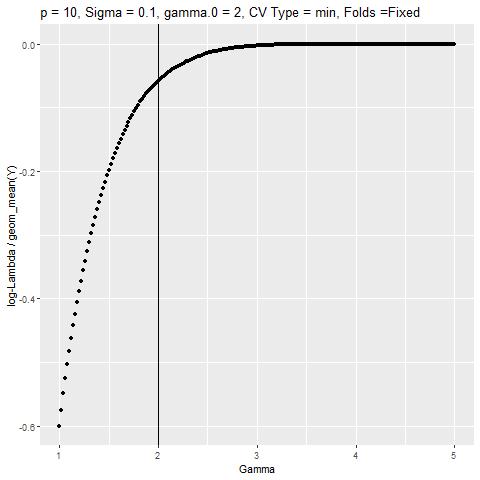 p = 10, Sigma = 0.1, gamma.0 = 2, CV Type = min, Folds =Fixed
0.0
-0.2
-0.4
-0.6
log-Lambda / geom_mean(Y)
1 2 3 4 5
Gamma